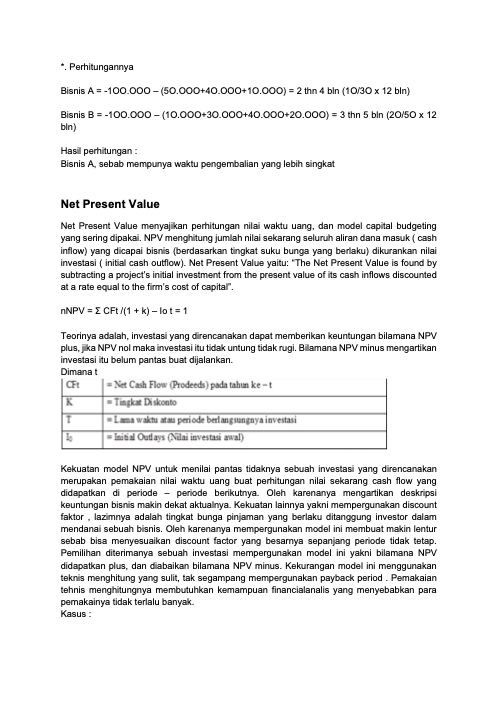 *. Perhitungannya
Bisnis A = -1OO.OOO – (5O.OOO+4O.OOO+1O.OOO) = 2 thn 4 bln (1O/3O x 12 bln)
Bisnis B = -1OO.OOO – (1O.OOO+3O.OOO+4O.OOO+2O.OOO) = 3 thn 5 bln (2O/5O x 12
bln)
Hasil perhitungan :
Bisnis A, sebab mempunya waktu pengembalian yang lebih singkat
Net Present Value
Net Present Value menyajikan perhitungan nilai waktu uang, dan model capital budgeting
yang sering dipakai. NPV menghitung jumlah nilai sekarang seluruh aliran dana masuk ( cash
inflow) yang dicapai bisnis (berdasarkan tingkat suku bunga yang berlaku) dikurankan nilai
investasi ( initial cash outflow). Net Present Value yaitu: “The Net Present Value is found by
subtracting a project’s initial investment from the present value of its cash inflows discounted
at a rate equal to the firm’s cost of capital”.
nNPV = Σ CFt /(1 + k) – Io t = 1
Teorinya adalah, investasi yang direncanakan dapat memberikan keuntungan bilamana NPV
plus, jika NPV nol maka investasi itu tidak untung tidak rugi. Bilamana NPV minus mengartikan
investasi itu belum pantas buat dijalankan.
Dimana t
CFt = Net Cash Flow (Prodeeds) pada tahun ke – t
K = Tingkat Diskonto
T = Lama waktu atau periode berlangsungnya investasi
I0 = Initial Outlays (Nilai investasi awal)
Kekuatan model NPV untuk menilai pantas tidaknya sebuah investasi yang direncanakan
merupakan pemakaian nilai waktu uang buat perhitungan nilai sekarang cash flow yang
didapatkan di periode – periode berikutnya. Oleh karenanya mengartikan deskripsi
keuntungan bisnis makin dekat aktualnya. Kekuatan lainnya yakni mempergunakan discount
faktor , lazimnya adalah tingkat bunga pinjaman yang berlaku ditanggung investor dalam
mendanai sebuah bisnis. Oleh karenanya mempergunakan model ini membuat makin lentur
sebab bisa menyesuaikan discount factor yang besarnya sepanjang periode tidak tetap.
Pemilihan diterimanya sebuah investasi mempergunakan model ini yakni bilamana NPV
didapatkan plus, dan diabaikan bilamana NPV minus. Kekurangan model ini menggunakan
teknis menghitung yang sulit, tak segampang mempergunakan payback period . Pemakaian
tehnis menghitungnya membutuhkan kemampuan financialanalis yang menyebabkan para
pemakainya tidak terlalu banyak.
Kasus :